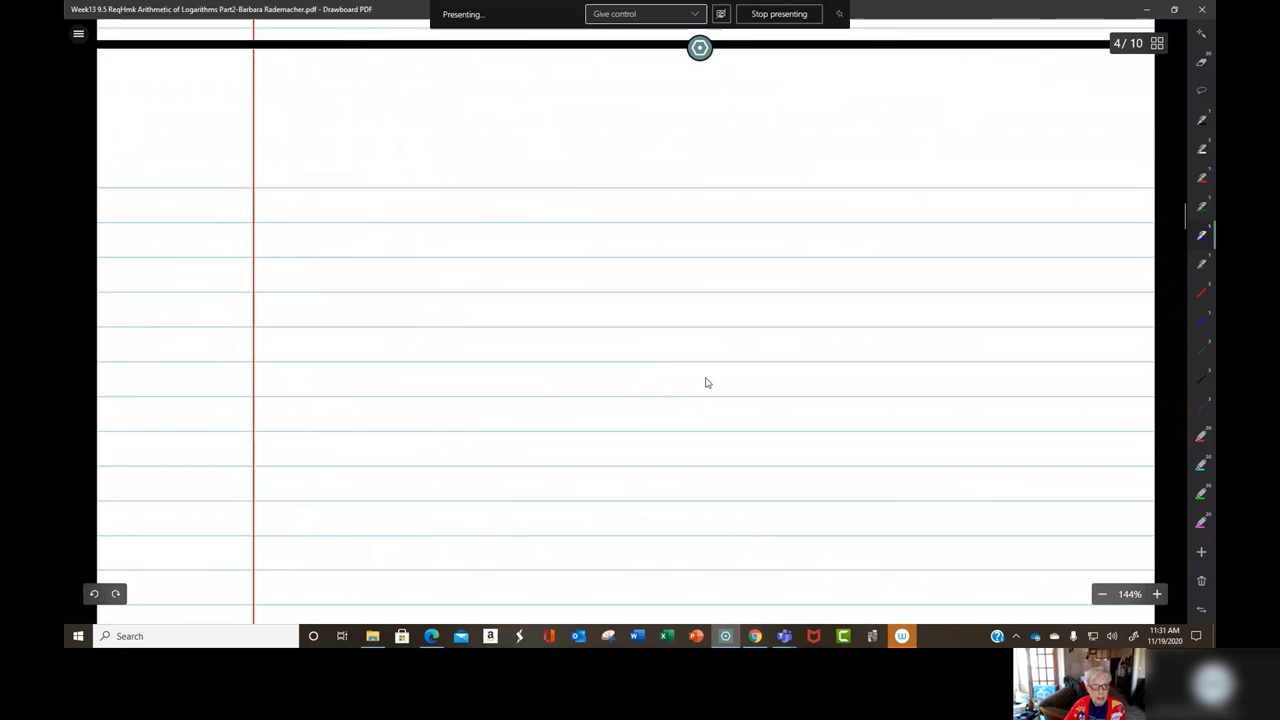 Week13 9.5 ReqHmk Arithmetic of Logarithms Part2-Barbara Rademacher.pdf - Drawboard PDF
Presenting...
Give control
Stop presenting
4 / 10
144%
Search
11:31 AM
11/19/2020